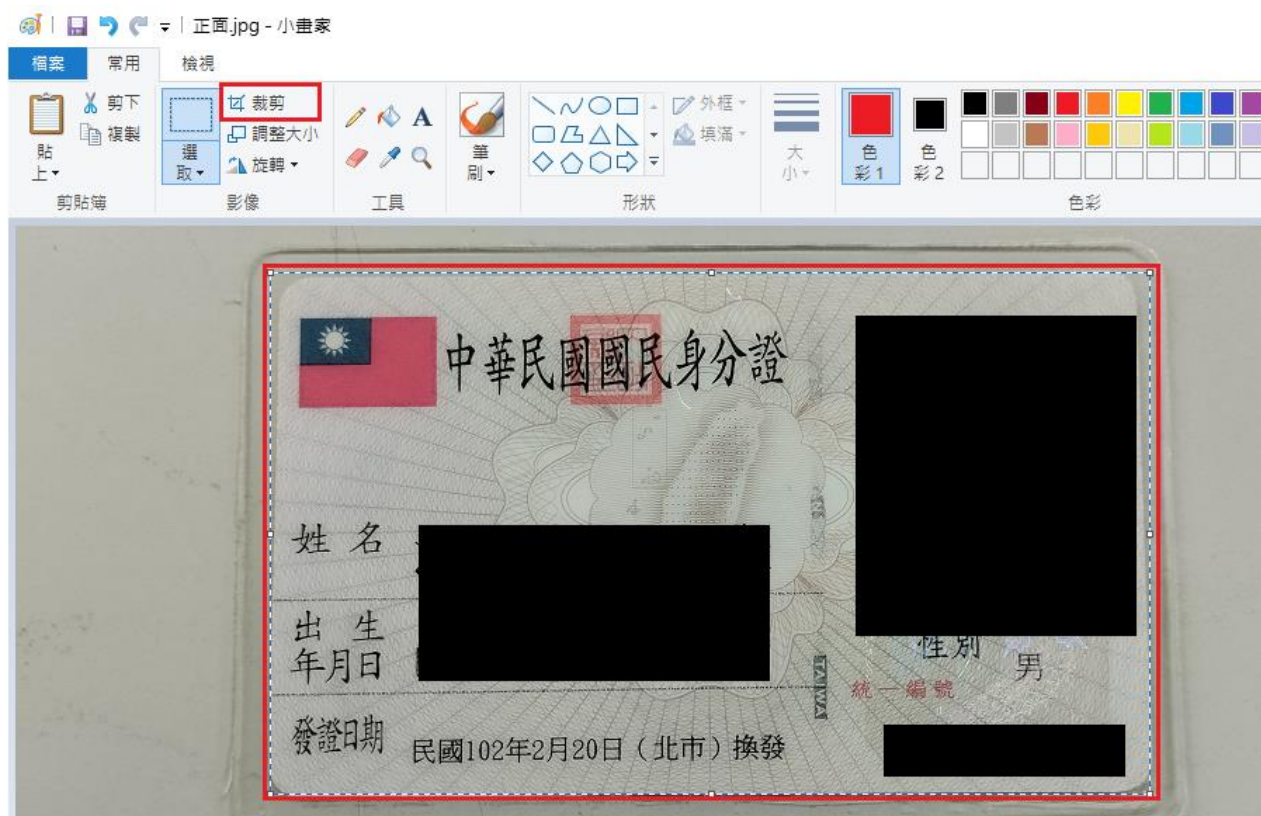 正面.jpg - 小畫家
檔案 常用 檢視
剪下
複製
貼上
裁剪
調整大小
旋轉
選取
A
筆刷
外框
填滿
大小
色彩 1
色彩 2
剪貼簿 影像 工具 形狀 色彩
中華民國國民身分證
姓名
出生
年月日
性別 男
統一編號
TAIWAN
發證日期 民國102年2月20日（北市）換發